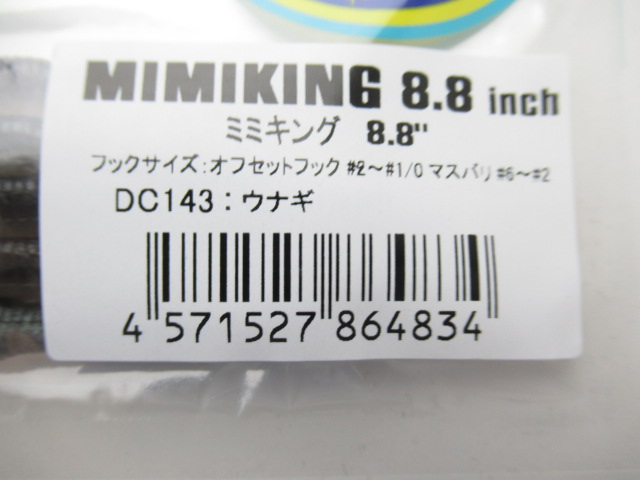 MIMIKING 8.8 inch
ミミキング 8.8"
フックサイズ:オフセットフック #2〜#1/0 マスバリ #6〜#2
DC143:ウナギ
4 571527 864834